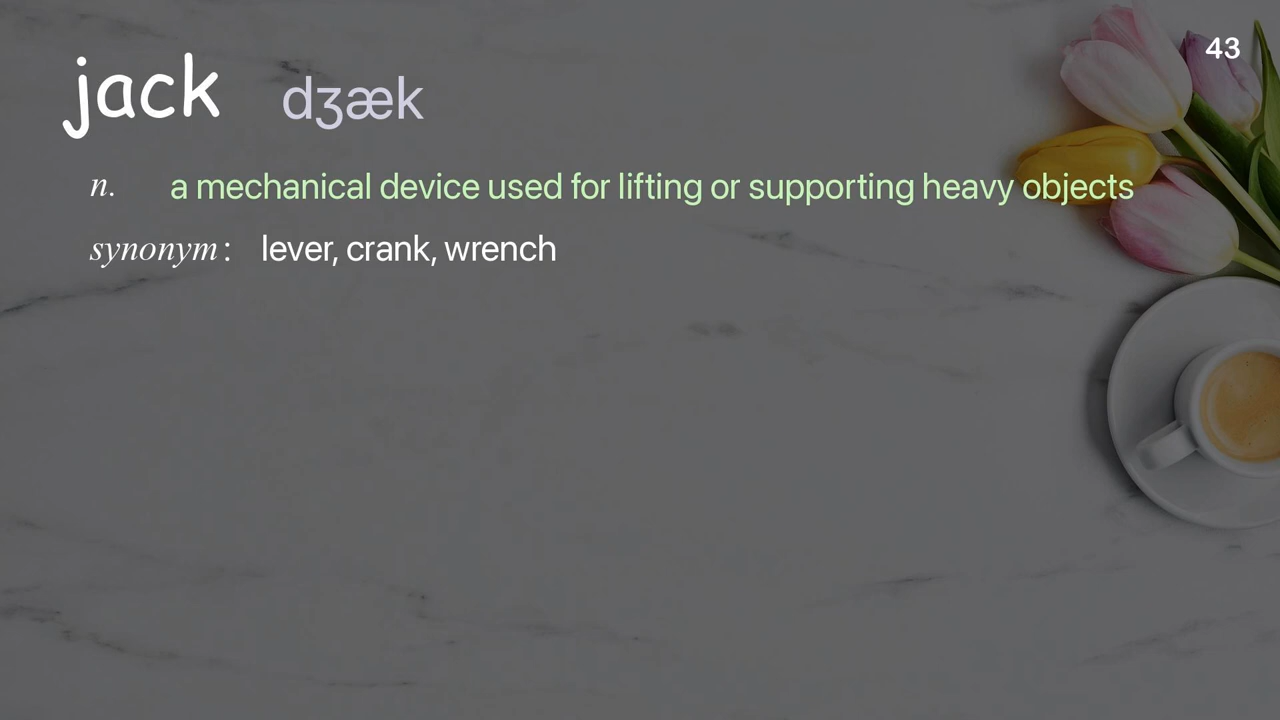 43
jack dʒæk
n. a mechanical device used for lifting or supporting heavy objects
synonym : lever, crank, wrench